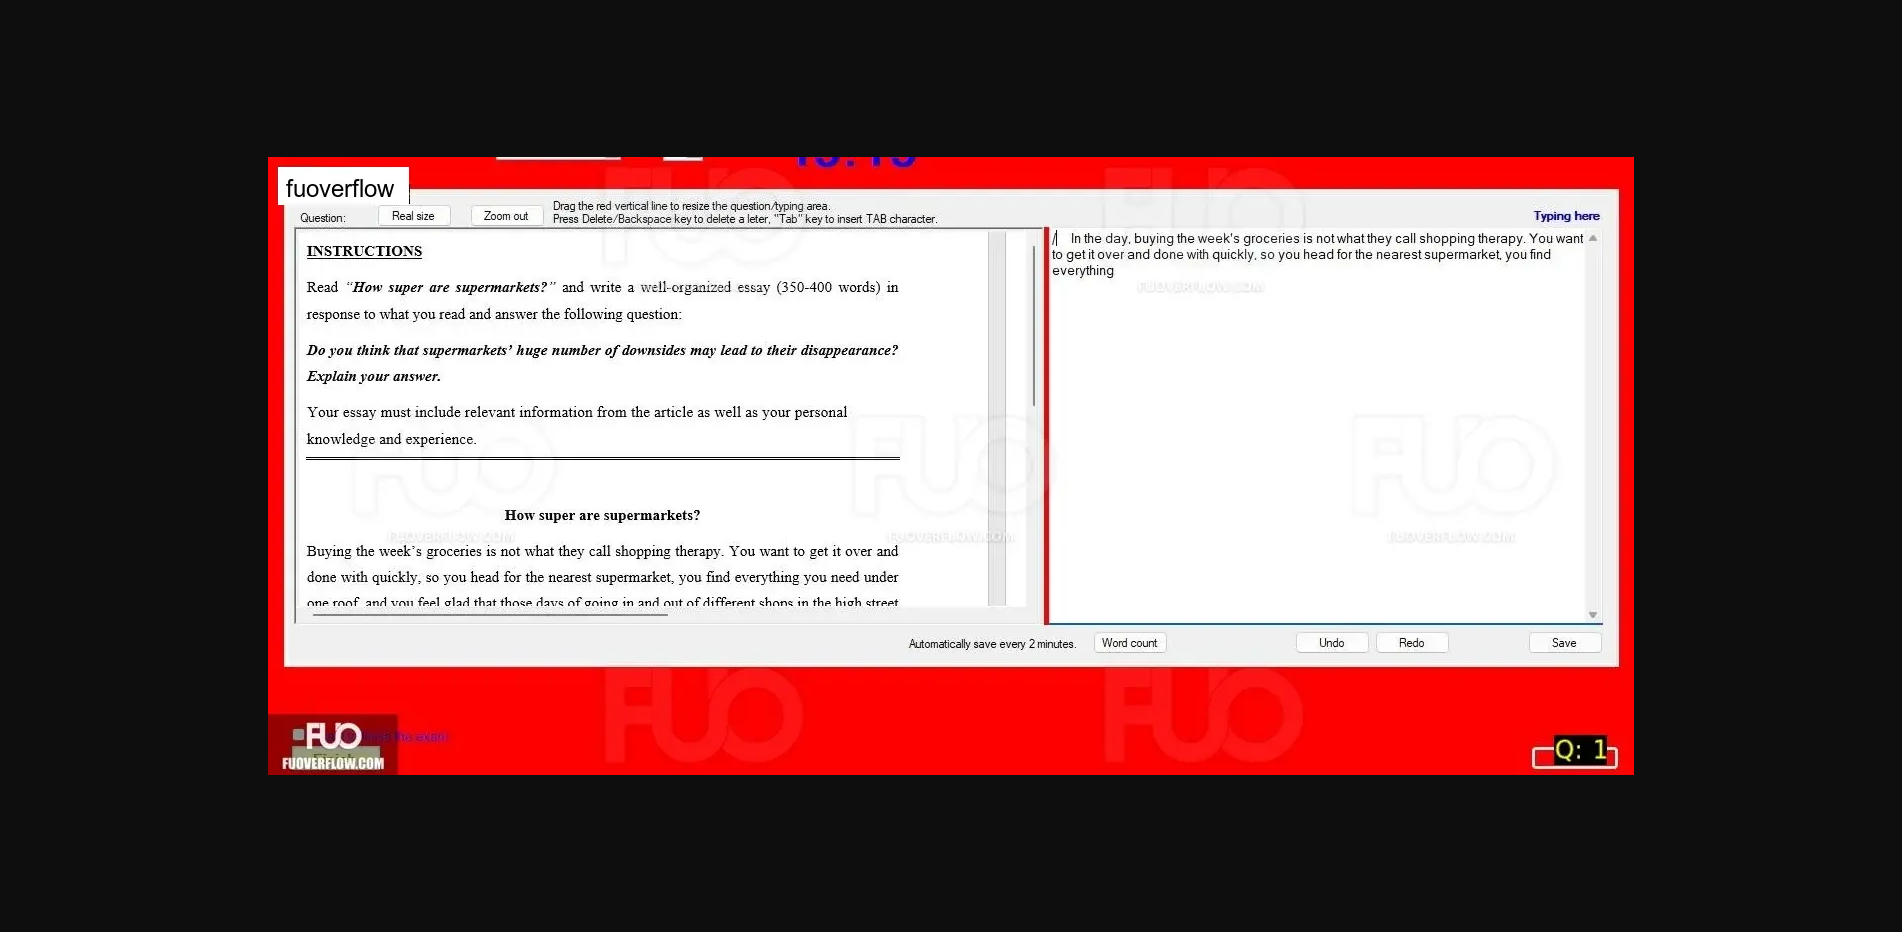 fuoverflow
Question:
Real size
Zoom out
Drag the red vertical line to resize the question/typing area.
Press Delete/Backspace key to delete a leter, "Tab" key to insert TAB character.
Typing here
INSTRUCTIONS
Read “How super are supermarkets?” and write a well-organized essay (350-400 words) in
response to what you read and answer the following question:
Do you think that supermarkets’ huge number of downsides may lead to their disappearance?
Explain your answer.
Your essay must include relevant information from the article as well as your personal
knowledge and experience.
How super are supermarkets?
Buying the week’s groceries is not what they call shopping therapy. You want to get it over and
done with quickly, so you head for the nearest supermarket, you find everything you need under
one roof, and you feel glad that those days of going in and out of different shops in the high street
/ In the day, buying the week's groceries is not what they call shopping therapy. You want
to get it over and done with quickly, so you head for the nearest supermarket, you find
everything
Automatically save every 2 minutes.
Word count
Undo
Redo
Save
FUO
FUOVERFLOW.COM
the exam
Q: 1